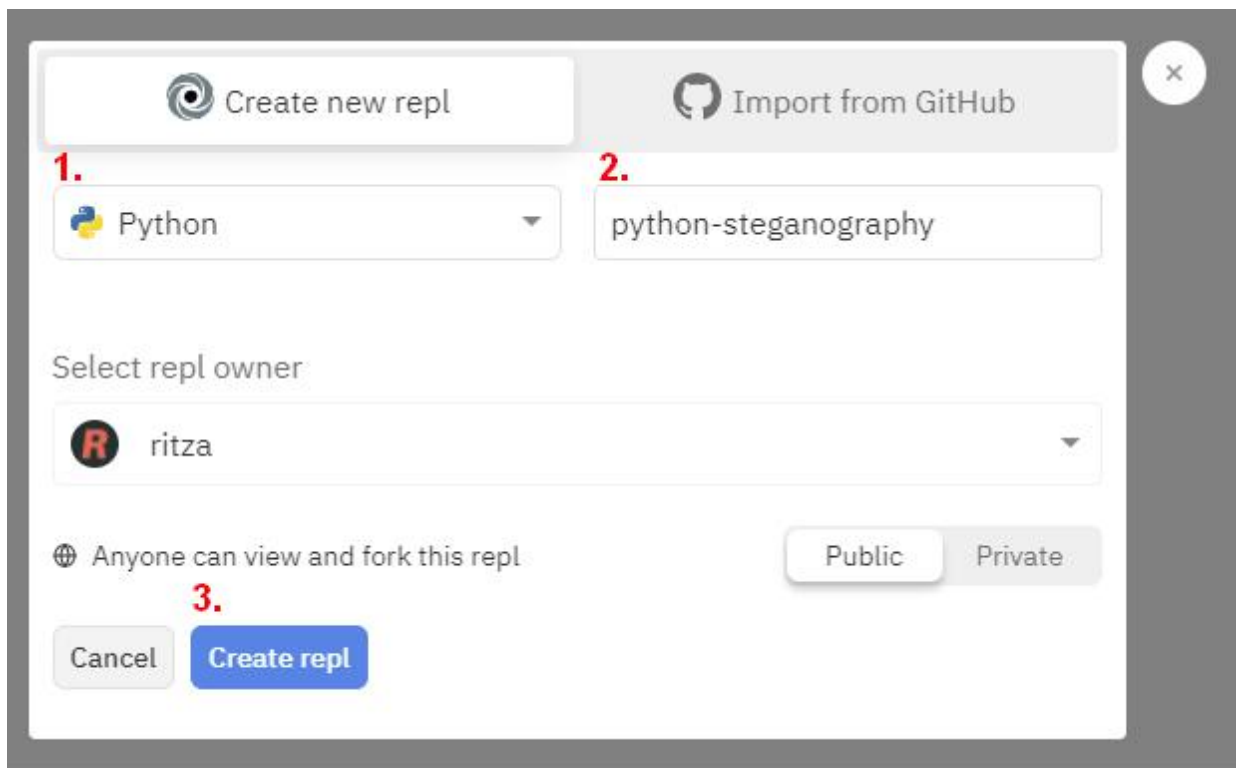 Create new repl
Import from GitHub
1.
2.
Python
python-steganography
Select repl owner
R ritza
Anyone can view and fork this repl
Public
Private
3.
Cancel
Create repl